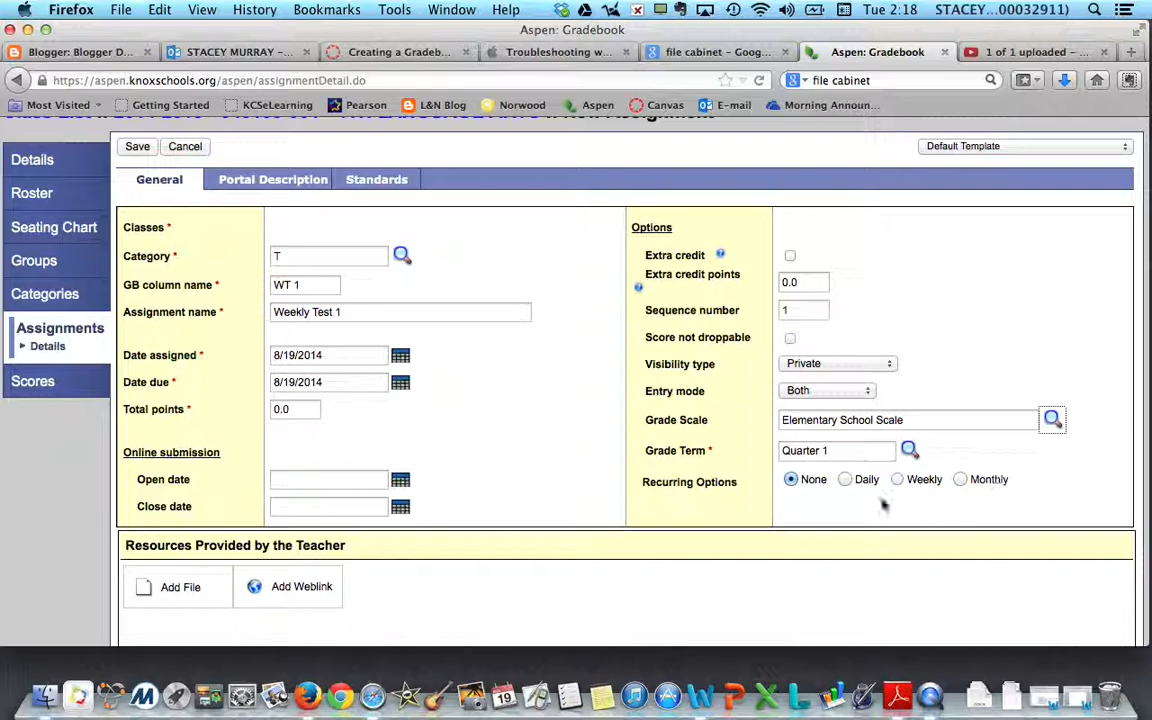 Firefox File Edit View History Bookmarks Tools Window Help Tue 2:18 STACEY...00032911)
Aspen: Gradebook
Blogger: Blogger D... STACEY MURRAY - ... Creating a Gradeb... Troubleshooting w... file cabinet - Goog... Aspen: Gradebook 1 of 1 uploaded – ...
https://aspen.knoxschools.org/aspen/assignmentDetail.do file cabinet
Most Visited Getting Started KCSeLearning Pearson L&N Blog Norwood Aspen Canvas E-mail Morning Announ...
Save Cancel Default Template
Details
General Portal Description Standards
Roster
Seating Chart
Groups
Categories
Assignments
Details
Scores
Classes *
Category * T
GB column name * WT 1
Assignment name * Weekly Test 1
Date assigned * 8/19/2014
Date due * 8/19/2014
Total points * 0.0
Online submission
Open date
Close date
Options
Extra credit
Extra credit points 0.0
Sequence number 1
Score not droppable
Visibility type Private
Entry mode Both
Grade Scale Elementary School Scale
Grade Term * Quarter 1
Recurring Options None Daily Weekly Monthly
Resources Provided by the Teacher
Add File Add Weblink